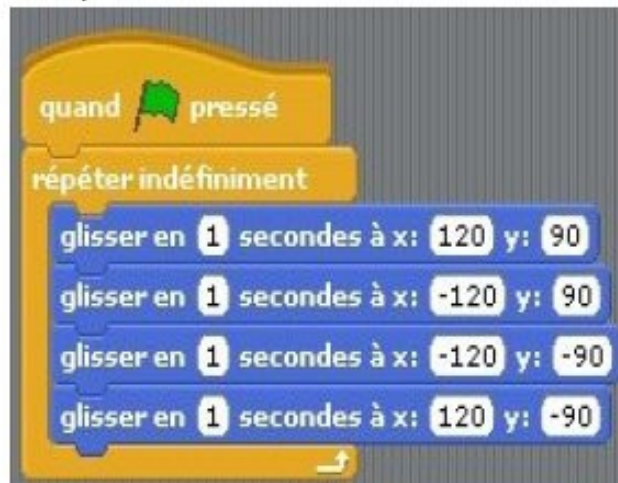 quand pressé
répéter indéfiniment
glisser en 1 secondes à x: 120 y: 90
glisser en 1 secondes à x: -120 y: 90
glisser en 1 secondes à x: -120 y: -90
glisser en 1 secondes à x: 120 y: -90